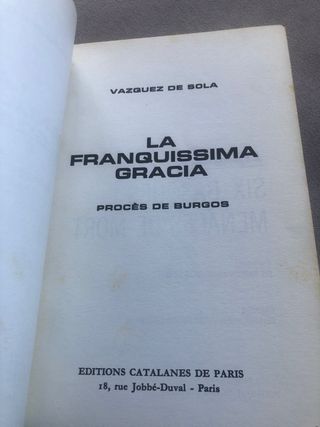 VAZQUEZ DE SOLA
LA
FRANQUISSIMA
GRACIA
PROCÈS DE BURGOS
EDITIONS CATALANES DE PARIS
18, rue Jobbé-Duval - Paris